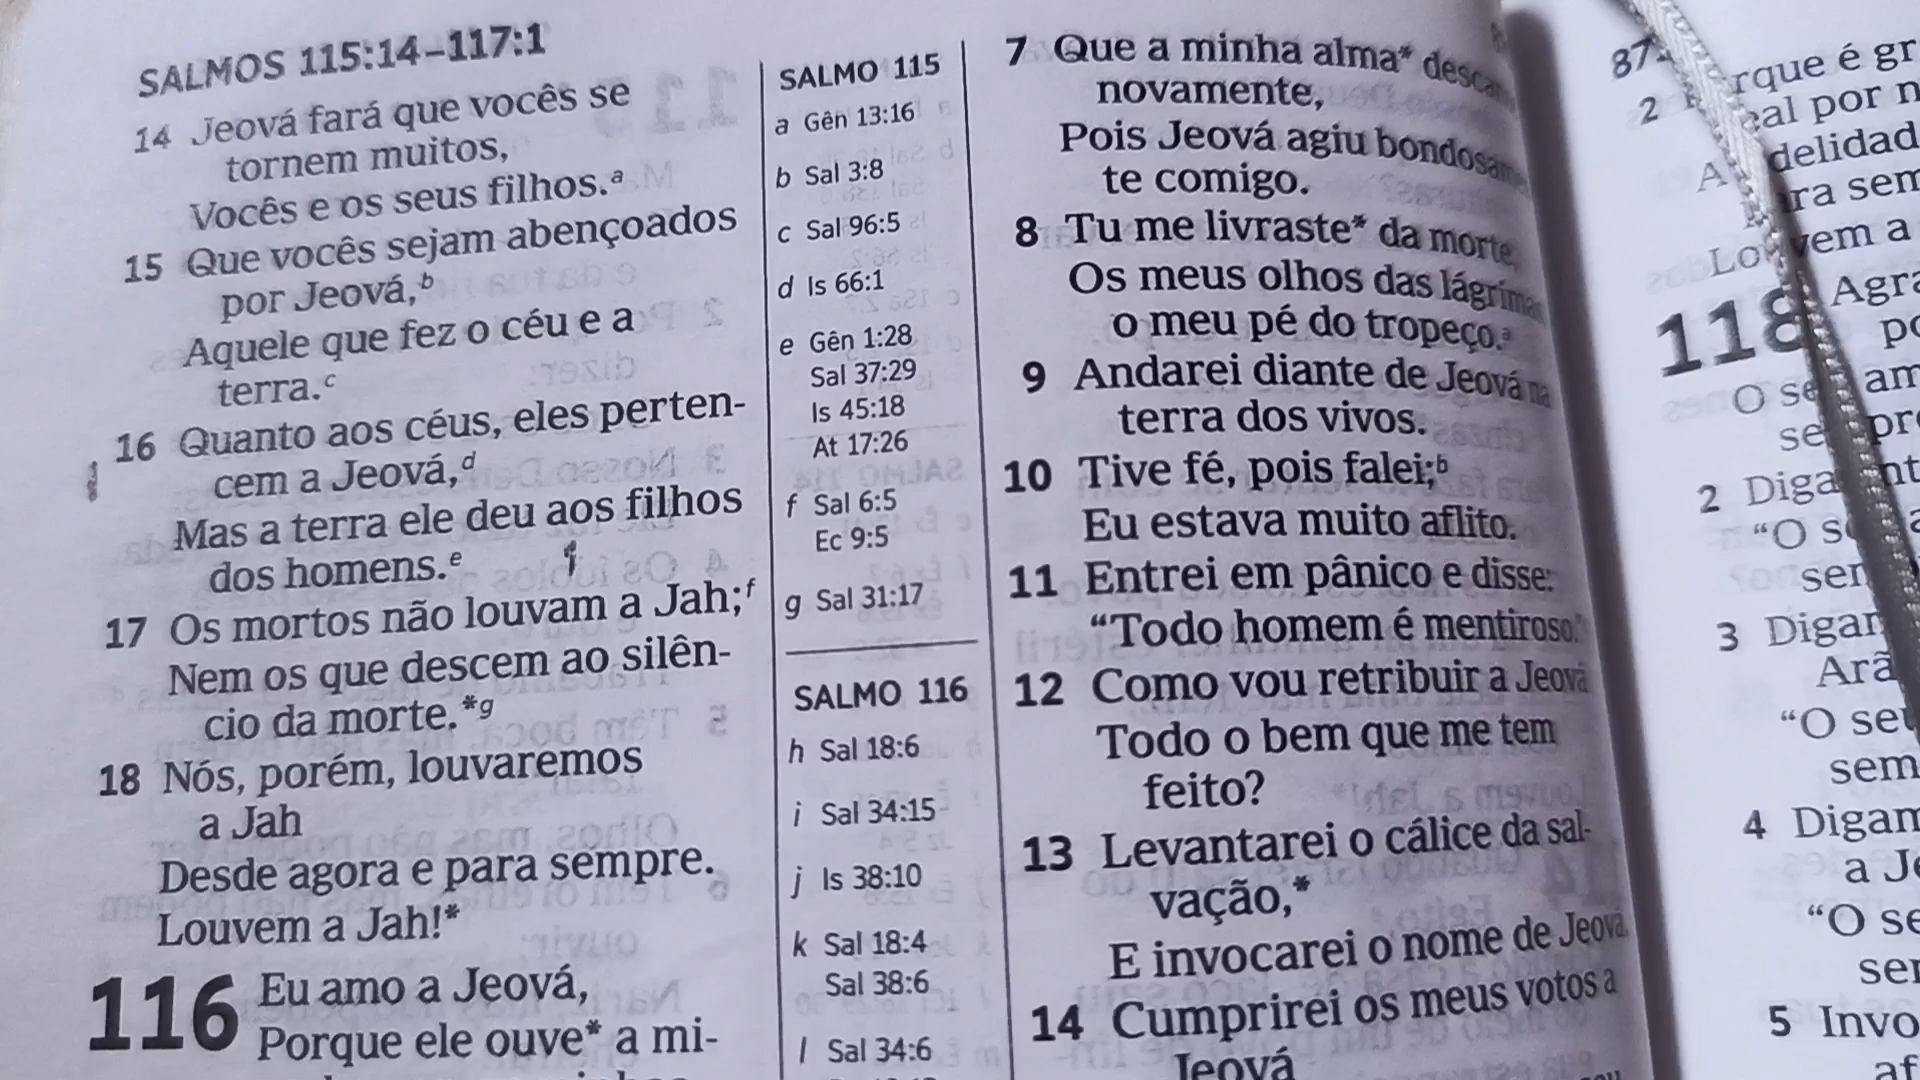 SALMOS 115:14–117:1
14 Jeová fará que vocês se
tornem muitos,
Vocês e os seus filhos.a
15 Que vocês sejam abençoados
por Jeová,b
Aquele que fez o céu e a
terra.c
16 Quanto aos céus, eles perten-
cem a Jeová,d
Mas a terra ele deu aos filhos
dos homens.e
17 Os mortos não louvam a Jah;f
Nem os que descem ao silên-
cio da morte.*g
18 Nós, porém, louvaremos
a Jah
Desde agora e para sempre.
Louvem a Jah!*
116 Eu amo a Jeová,
Porque ele ouve* a mi-
SALMO 115
a Gên 13:16
b Sal 3:8
c Sal 96:5
d Is 66:1
e Gên 1:28
Sal 37:29
Is 45:18
At 17:26
f Sal 6:5
Ec 9:5
g Sal 31:17
SALMO 116
h Sal 18:6
i Sal 34:15
j Is 38:10
k Sal 18:4
Sal 38:6
l Sal 34:6
7 Que a minha alma*
novamente,
Pois Jeová agiu
te comigo.
8 Tu me livraste* da morte,
Os meus olhos das
o meu pé do tropeço.a
9 Andarei diante de Jeová na
terra dos vivos.
10 Tive fé, pois falei;b
Eu estava muito aflito.
11 Entrei em pânico e disse:
“Todo homem é mentiroso.”
12 Como vou retribuir a Jeová
Todo o bem que me tem
feito?
13 Levantarei o cálice da sal-
vação,*
E invocarei o nome de Jeová.
14 Cumprirei os meus votos a
Jeová
87
2
por
vem a
118
O
2
“O
3
“O
4
a
“O
5